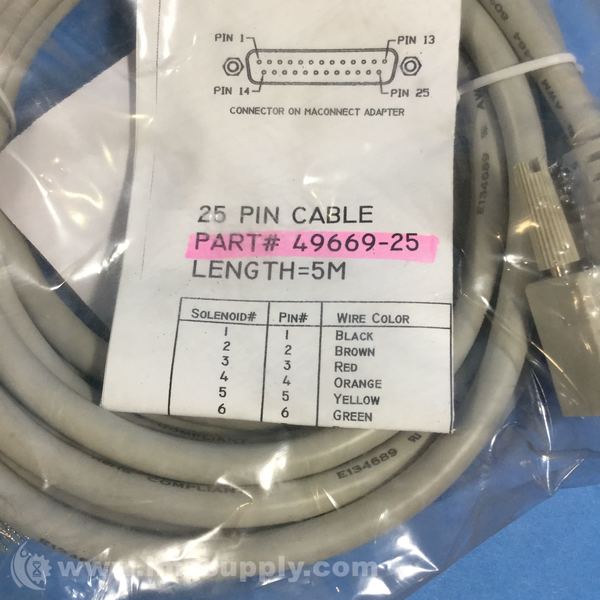 PIN 1 PIN 13
PIN 14 PIN 25
CONNECTOR ON MACONNECT ADAPTER
25 PIN CABLE
PART# 49669-25
LENGTH=5M
SOLENOID# PIN# WIRE COLOR
1 1 BLACK
2 2 BROWN
3 3 RED
4 4 ORANGE
5 5 YELLOW
6 6 GREEN
E134689
AWM
E134689
COMPLIANT